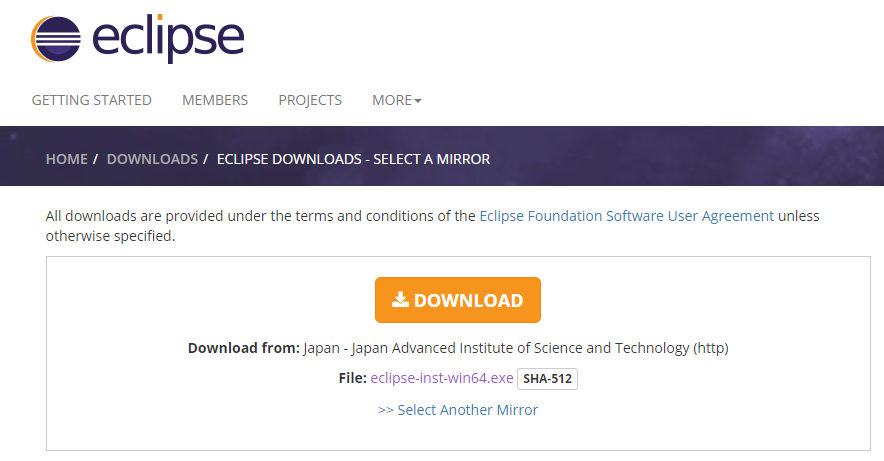 eclipse
GETTING STARTED MEMBERS PROJECTS MORE
HOME / DOWNLOADS / ECLIPSE DOWNLOADS - SELECT A MIRROR
All downloads are provided under the terms and conditions of the Eclipse Foundation Software User Agreement unless
otherwise specified.
DOWNLOAD
Download from: Japan - Japan Advanced Institute of Science and Technology (http)
File: eclipse-inst-win64.exe SHA-512
>> Select Another Mirror